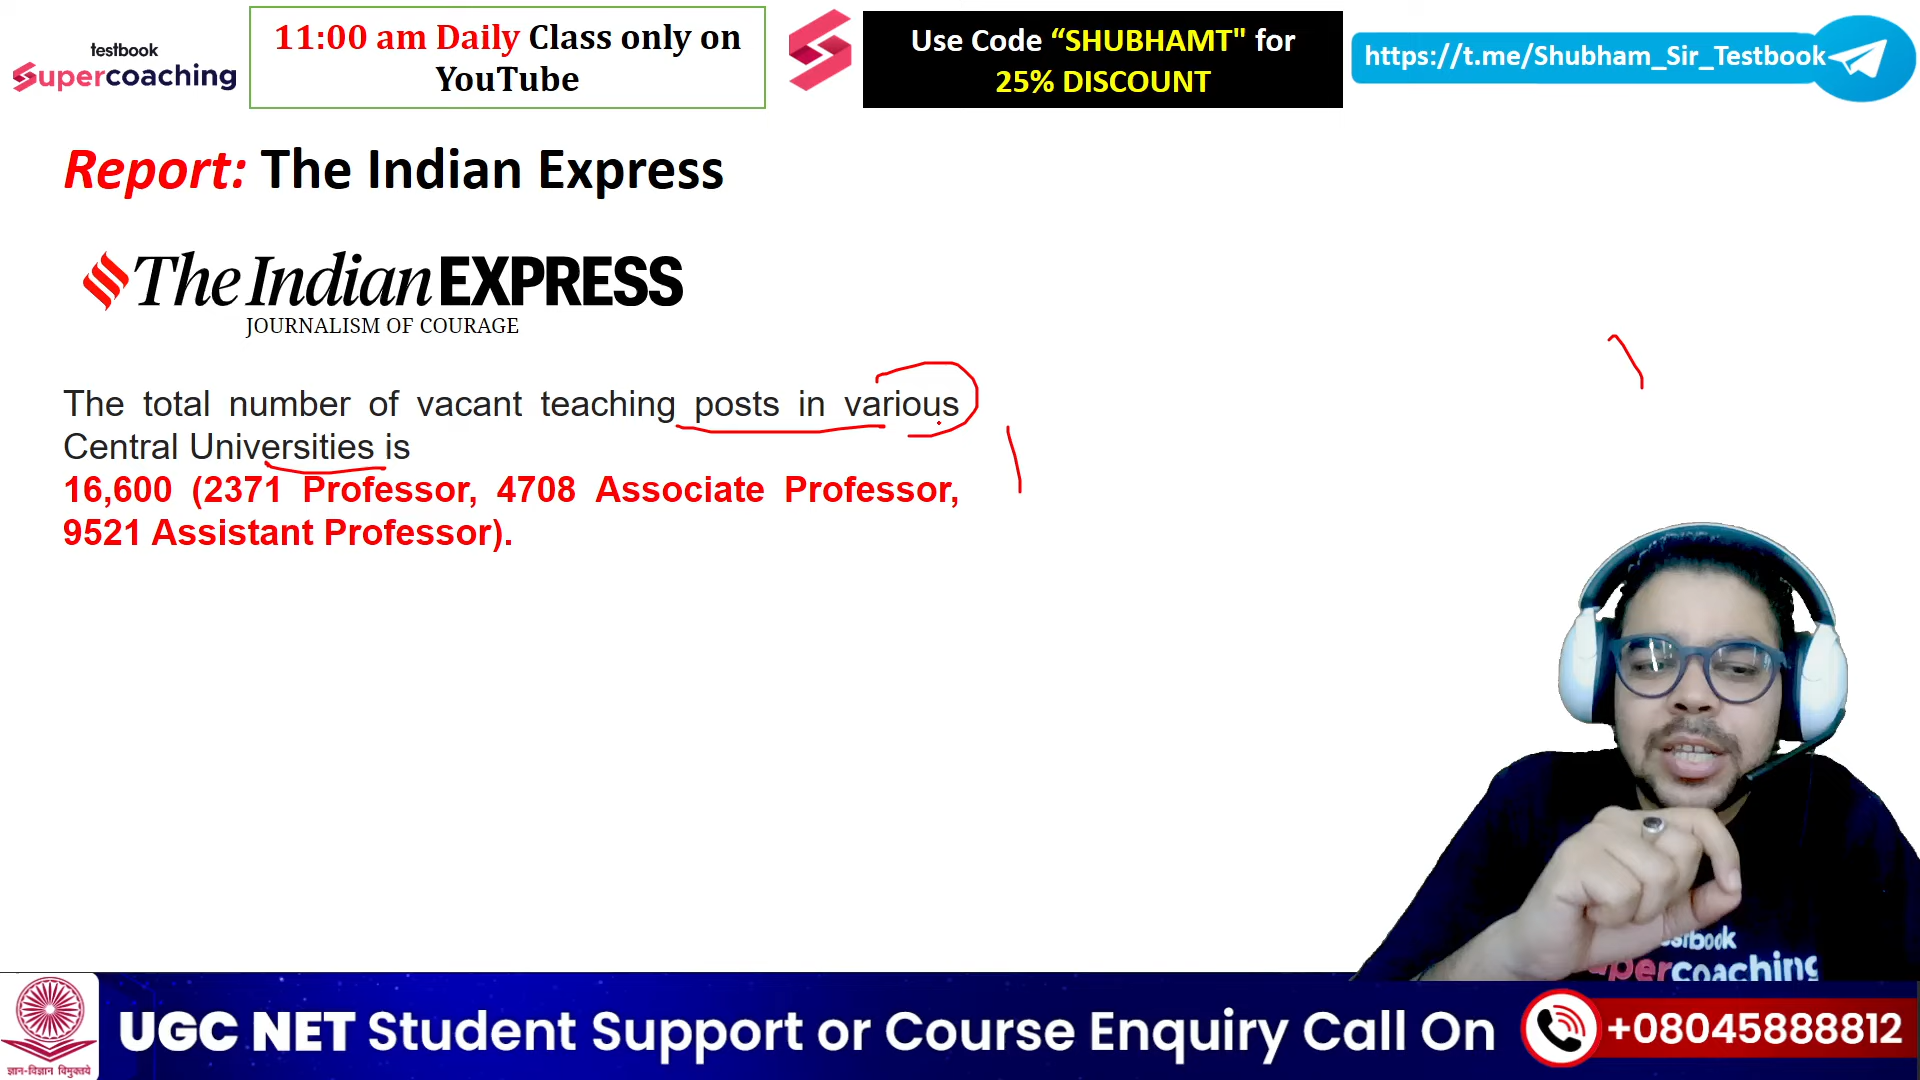 testbook
Supercoaching
11:00 am Daily Class only on
YouTube
Use Code “SHUBHAMT" for
25% DISCOUNT
https://t.me/Shubham_Sir_Testbook
Report: The Indian Express
The Indian EXPRESS
JOURNALISM OF COURAGE
The total number of vacant teaching posts in various
Central Universities is
16,600 (2371 Professor, 4708 Associate Professor,
9521 Assistant Professor).
testbook
Supercoaching
ज्ञान-विज्ञान विमुक्तये
UGC NET Student Support or Course Enquiry Call On
+08045888812